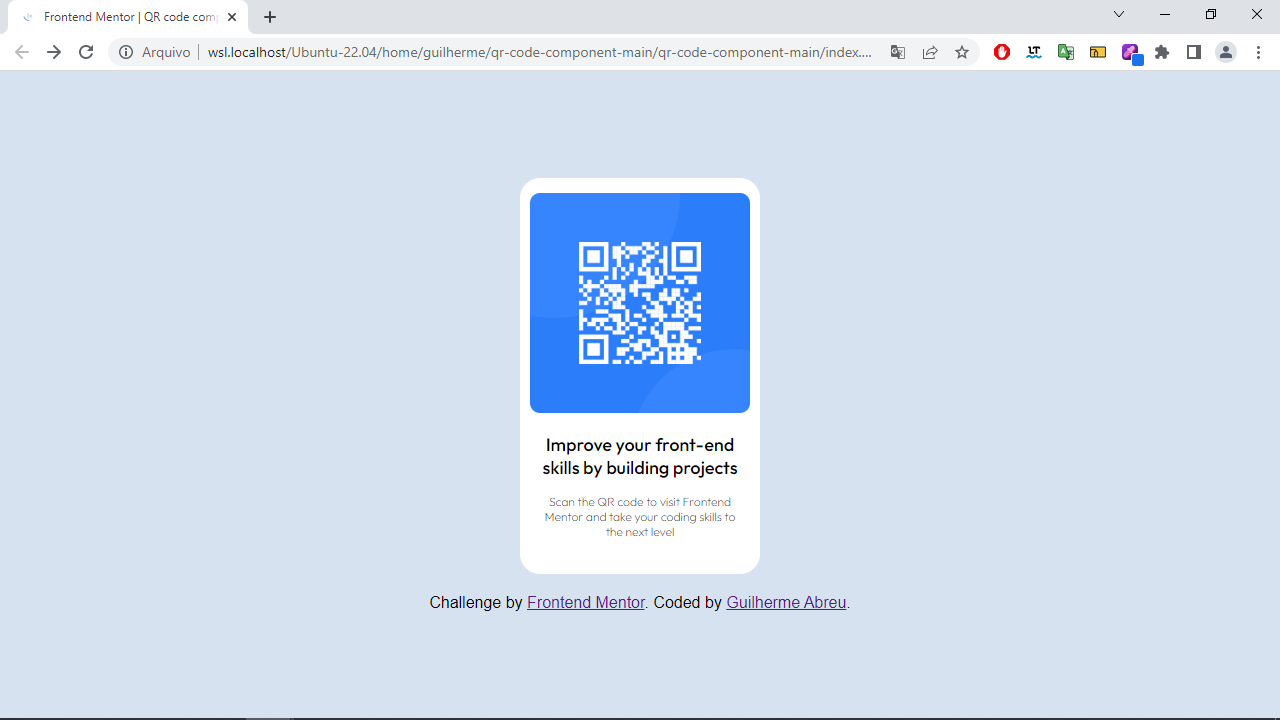 Frontend Mentor | QR code comp
Arquivo wsl.localhost/Ubuntu-22.04/home/guilherme/qr-code-component-main/qr-code-component-main/index....
Improve your front-end
skills by building projects
Scan the QR code to visit Frontend
Mentor and take your coding skills to
the next level
Challenge by Frontend Mentor. Coded by Guilherme Abreu.